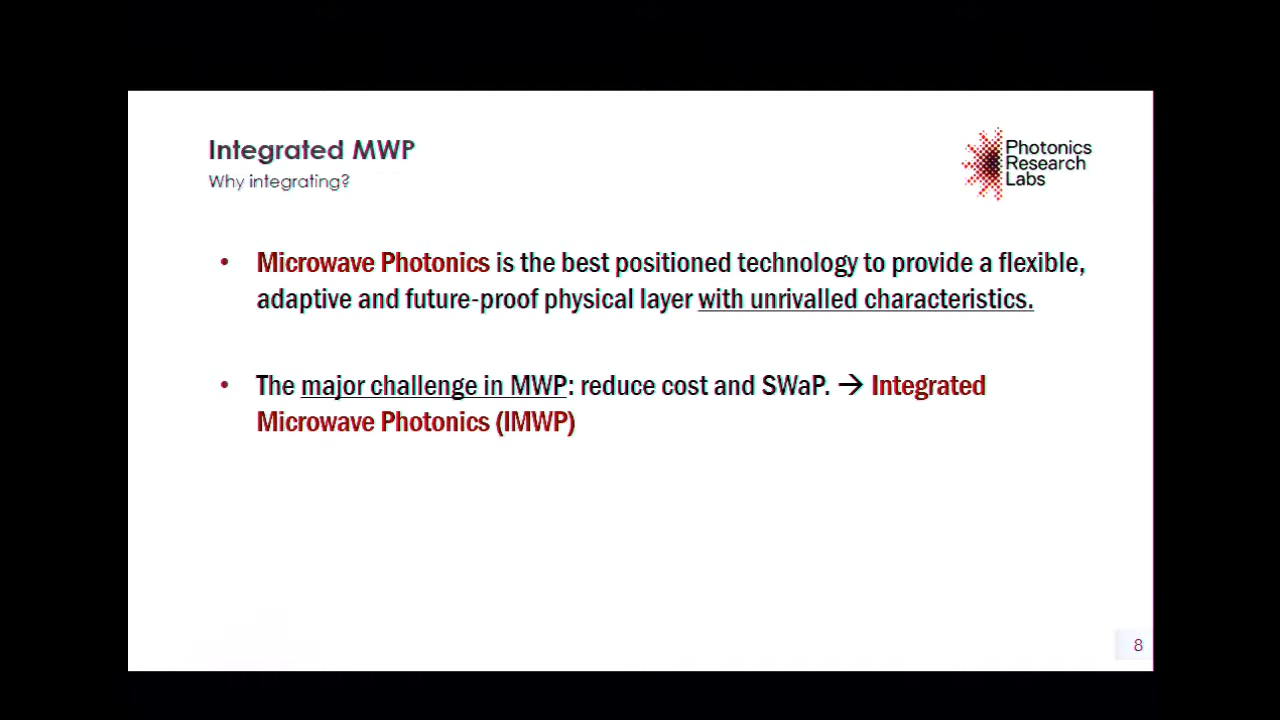 Integrated MWP
Why integrating?
Photonics
Research
Labs
• Microwave Photonics is the best positioned technology to provide a flexible,
adaptive and future-proof physical layer with unrivalled characteristics.
• The major challenge in MWP: reduce cost and SWaP. → Integrated
Microwave Photonics (IMWP)
8